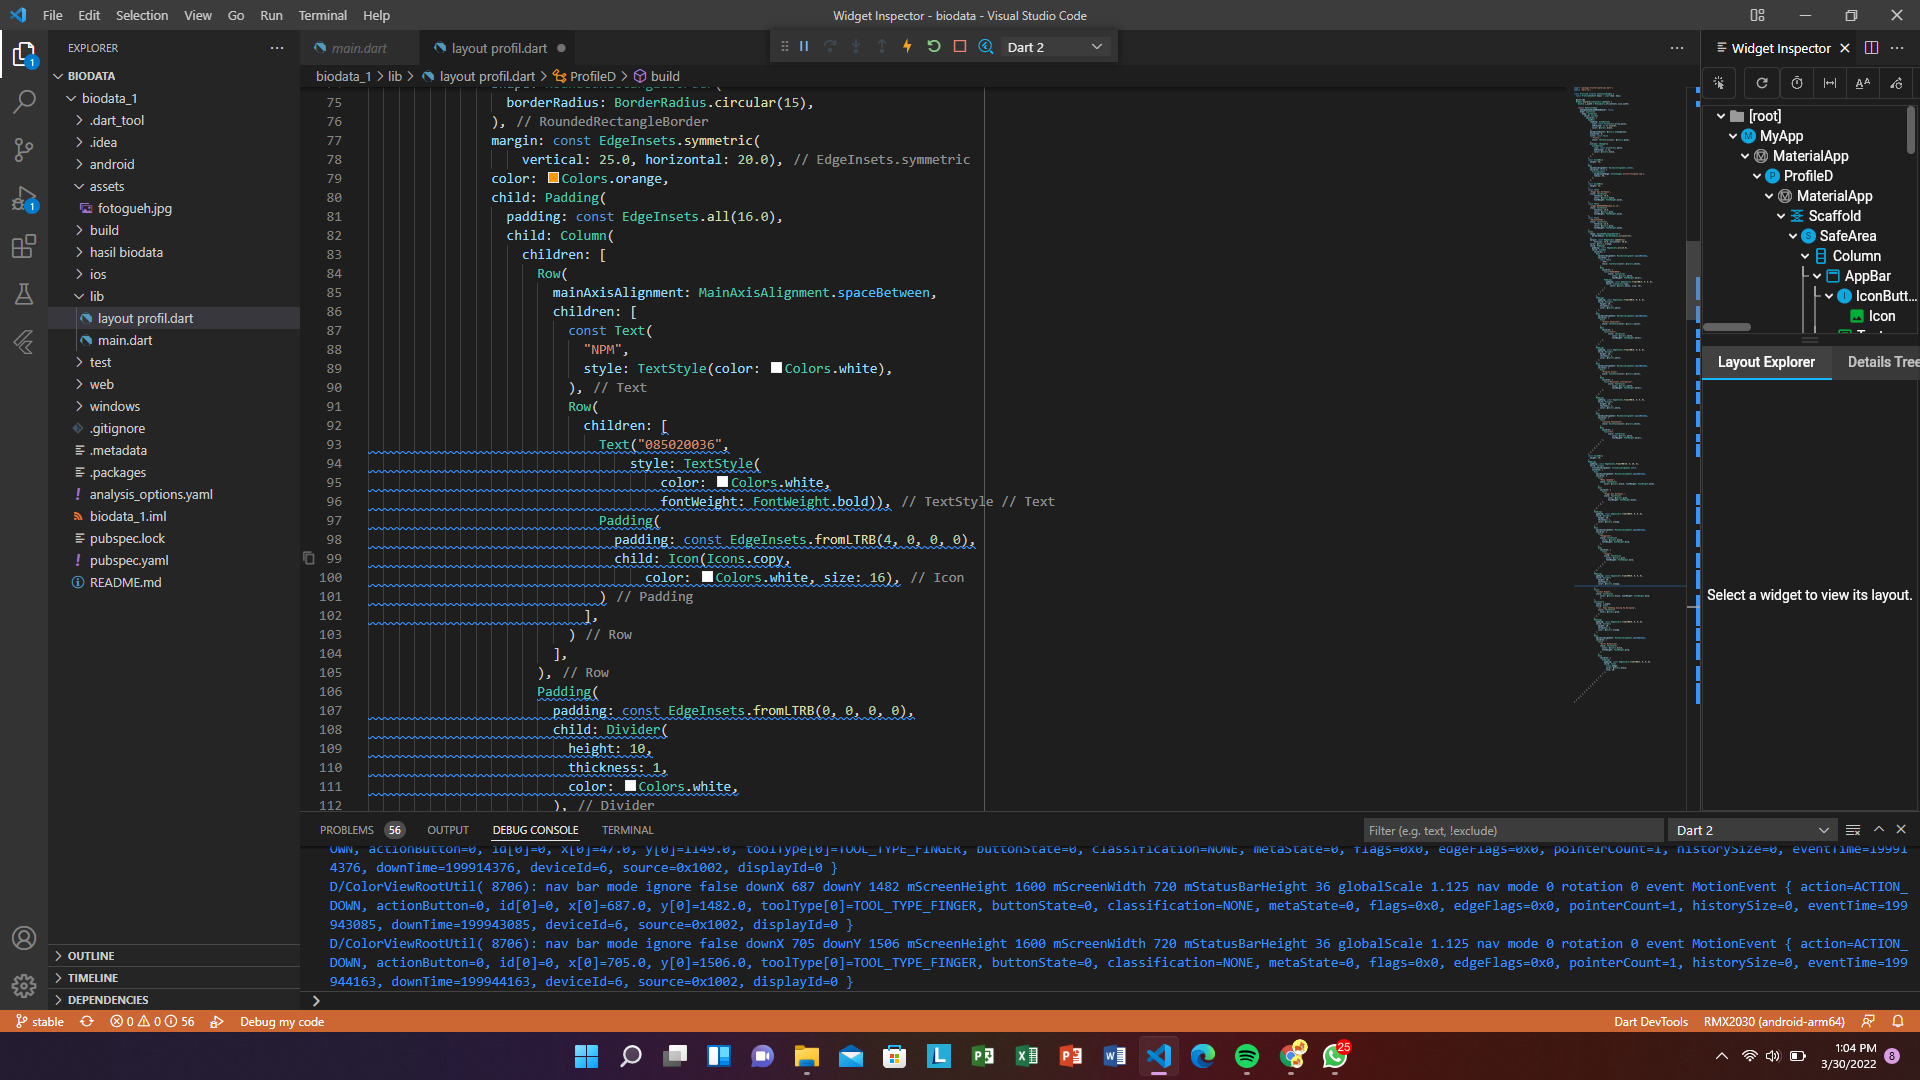 File Edit Selection View Go Run Terminal Help
Widget Inspector - biodata - Visual Studio Code
EXPLORER
BIODATA
biodata_1
.dart_tool
.idea
android
assets
fotogueh.jpg
build
hasil biodata
ios
lib
layout profil.dart
main.dart
test
web
windows
.gitignore
.metadata
.packages
analysis_options.yaml
biodata_1.iml
pubspec.lock
pubspec.yaml
README.md
OUTLINE
TIMELINE
DEPENDENCIES
main.dart
layout profil.dart
Dart 2
biodata_1 > lib > layout profil.dart > ProfileD > build
75 borderRadius: BorderRadius.circular(15),
76 ), // RoundedRectangleBorder
77 margin: const EdgeInsets.symmetric(
78 vertical: 25.0, horizontal: 20.0), // EdgeInsets.symmetric
79 color: Colors.orange,
80 child: Padding(
81 padding: const EdgeInsets.all(16.0),
82 child: Column(
83 children: [
84 Row(
85 mainAxisAlignment: MainAxisAlignment.spaceBetween,
86 children: [
87 const Text(
88 "NPM",
89 style: TextStyle(color: Colors.white),
90 ), // Text
91 Row(
92 children: [
93 Text("085020036",
94 style: TextStyle(
95 color: Colors.white,
96 fontWeight: FontWeight.bold)), // TextStyle // Text
97 Padding(
98 padding: const EdgeInsets.fromLTRB(4, 0, 0, 0),
99 child: Icon(Icons.copy,
100 color: Colors.white, size: 16), // Icon
101 ) // Padding
102 ],
103 ) // Row
104 ],
105 ), // Row
106 Padding(
107 padding: const EdgeInsets.fromLTRB(0, 0, 0, 0),
108 child: Divider(
109 height: 10,
110 thickness: 1,
111 color: Colors.white,
112 ), // Divider
Widget Inspector
[root]
MyApp
MaterialApp
ProfileD
MaterialApp
Scaffold
SafeArea
Column
AppBar
IconButt...
Icon
Layout Explorer
Details Tree
Select a widget to view its layout.
PROBLEMS 56 OUTPUT DEBUG CONSOLE TERMINAL
Filter (e.g. text, !exclude)
Dart 2
OWN, actionButton=0, id[0]=0, x[0]=47.0, y[0]=1149.0, toolType[0]=TOOL_TYPE_FINGER, buttonState=0, classification=NONE, metaState=0, flags=0x0, edgeFlags=0x0, pointerCount=1, historySize=0, eventTime=19991
4376, downTime=199914376, deviceId=6, source=0x1002, displayId=0 }
D/ColorViewRootUtil( 8706): nav bar mode ignore false downX 687 downY 1482 mScreenHeight 1600 mScreenWidth 720 mStatusBarHeight 36 globalScale 1.125 nav mode 0 rotation 0 event MotionEvent { action=ACTION_
DOWN, actionButton=0, id[0]=0, x[0]=687.0, y[0]=1482.0, toolType[0]=TOOL_TYPE_FINGER, buttonState=0, classification=NONE, metaState=0, flags=0x0, edgeFlags=0x0, pointerCount=1, historySize=0, eventTime=199
943085, downTime=199943085, deviceId=6, source=0x1002, displayId=0 }
D/ColorViewRootUtil( 8706): nav bar mode ignore false downX 705 downY 1506 mScreenHeight 1600 mScreenWidth 720 mStatusBarHeight 36 globalScale 1.125 nav mode 0 rotation 0 event MotionEvent { action=ACTION_
DOWN, actionButton=0, id[0]=0, x[0]=705.0, y[0]=1506.0, toolType[0]=TOOL_TYPE_FINGER, buttonState=0, classification=NONE, metaState=0, flags=0x0, edgeFlags=0x0, pointerCount=1, historySize=0, eventTime=199
944163, downTime=199944163, deviceId=6, source=0x1002, displayId=0 }
stable 0 0 56 Debug my code
Dart DevTools RMX2030 (android-arm64)
25
1:04 PM
3/30/2022
8